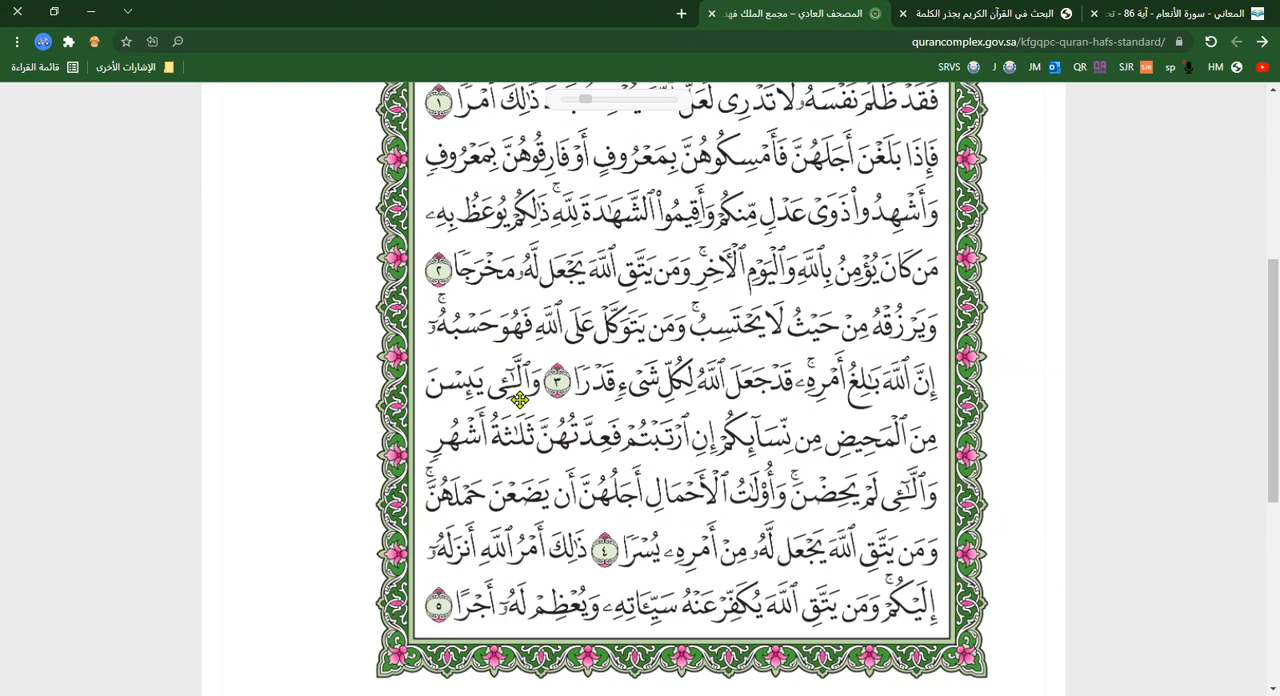 المعاني – سورة الأنعام – آية 86 – تح
البحث في القرآن الكريم بجذر الكلمة
المصحف العادي – مجمع الملك فهد
qurancomplex.gov.sa/kfgqpc-quran-hafs-standard/
HM sp SJR QR JM J SRVS الإشارات الأخرى قائمة القراءة
فَقَدۡ ظَلَمَ نَفۡسَهُۥۚ لَا تَدۡرِي لَعَلَّ ذَٰلِكَ أَمۡرٗا ١
فَإِذَا بَلَغۡنَ أَجَلَهُنَّ فَأَمۡسِكُوهُنَّ بِمَعۡرُوفٍ أَوۡ فَارِقُوهُنَّ بِمَعۡرُوفٖ
وَأَشۡهِدُواْ ذَوَيۡ عَدۡلٖ مِّنكُمۡ وَأَقِيمُواْ ٱلشَّهَٰدَةَ لِلَّهِۚ ذَٰلِكُمۡ يُوعَظُ بِهِۦ
مَن كَانَ يُؤۡمِنُ بِٱللَّهِ وَٱلۡيَوۡمِ ٱلۡأٓخِرِۚ وَمَن يَتَّقِ ٱللَّهَ يَجۡعَل لَّهُۥ مَخۡرَجٗا ٢
وَيَرۡزُقۡهُ مِنۡ حَيۡثُ لَا يَحۡتَسِبُۚ وَمَن يَتَوَكَّلۡ عَلَى ٱللَّهِ فَهُوَ حَسۡبُهُۥٓۚ
إِنَّ ٱللَّهَ بَٰلِغُ أَمۡرِهِۦۚ قَدۡ جَعَلَ ٱللَّهُ لِكُلِّ شَيۡءٖ قَدۡرٗا ٣ وَٱلَّٰٓـِٔي يَئِسۡنَ
مِنَ ٱلۡمَحِيضِ مِن نِّسَآئِكُمۡ إِنِ ٱرۡتَبۡتُمۡ فَعِدَّتُهُنَّ ثَلَٰثَةُ أَشۡهُرٖ
وَٱلَّٰٓـِٔي لَمۡ يَحِضۡنَۚ وَأُوْلَٰتُ ٱلۡأَحۡمَالِ أَجَلُهُنَّ أَن يَضَعۡنَ حَمۡلَهُنَّۚ
وَمَن يَتَّقِ ٱللَّهَ يَجۡعَل لَّهُۥ مِنۡ أَمۡرِهِۦ يُسۡرٗا ٤ ذَٰلِكَ أَمۡرُ ٱللَّهِ أَنزَلَهُۥٓ
إِلَيۡكُمۡۚ وَمَن يَتَّقِ ٱللَّهَ يُكَفِّرۡ عَنۡهُ سَيِّـَٔاتِهِۦ وَيُعۡظِمۡ لَهُۥٓ أَجۡرًا ٥